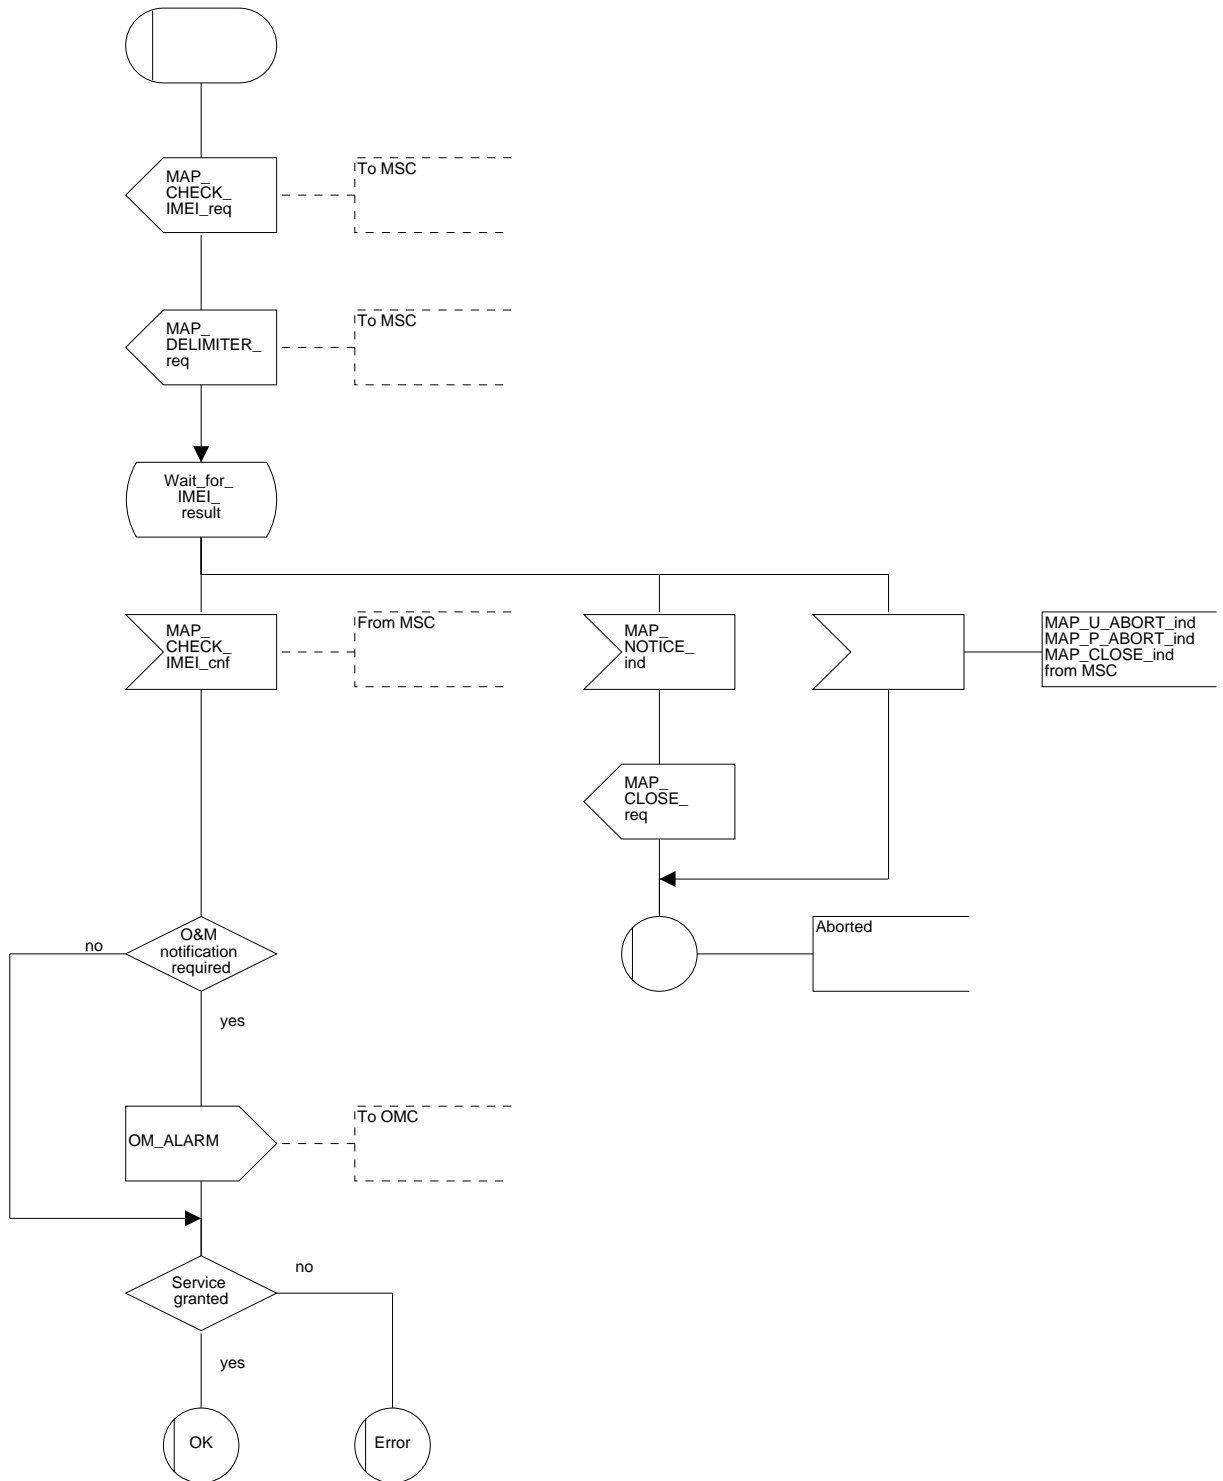 MAP_
CHECK_
IMEI_req
To MSC
MAP_
DELIMITER_
req
To MSC
Wait_for_
IMEI_
result
MAP_
CHECK_
IMEI_cnf
From MSC
MAP_
NOTICE_
ind
MAP_U_ABORT_ind
MAP_P_ABORT_ind
MAP_CLOSE_ind
from MSC
MAP_
CLOSE_
req
O&M
notification
required
no
Aborted
yes
OM_ALARM
To OMC
Service
granted
no
yes
OK
Error